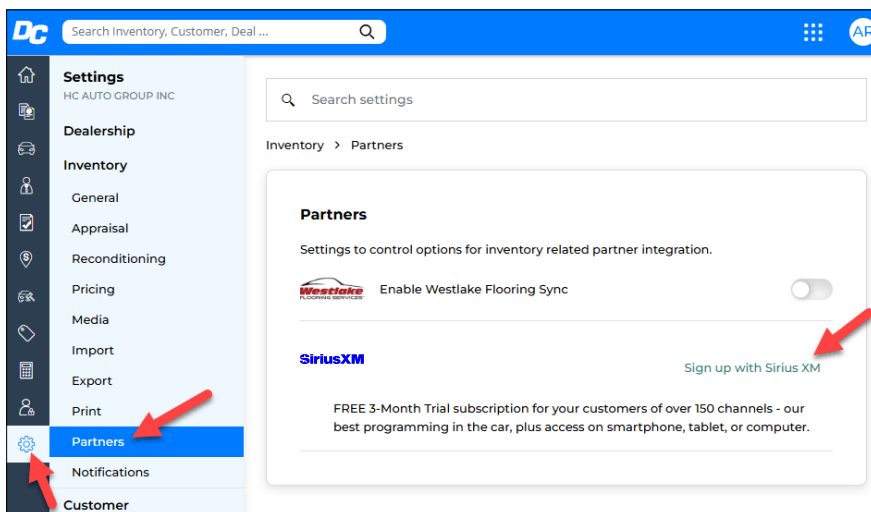 DC
Search Inventory, Customer, Deal ...
AR
Settings
HC AUTO GROUP INC
Dealership
Inventory
General
Appraisal
Reconditioning
Pricing
Media
Import
Export
Print
Partners
Notifications
Customer
Search settings
Inventory > Partners
Partners
Settings to control options for inventory related partner integration.
Westlake
FLOORING SERVICES
Enable Westlake Flooring Sync
SiriusXM
Sign up with Sirius XM
FREE 3-Month Trial subscription for your customers of over 150 channels - our
best programming in the car, plus access on smartphone, tablet, or computer.